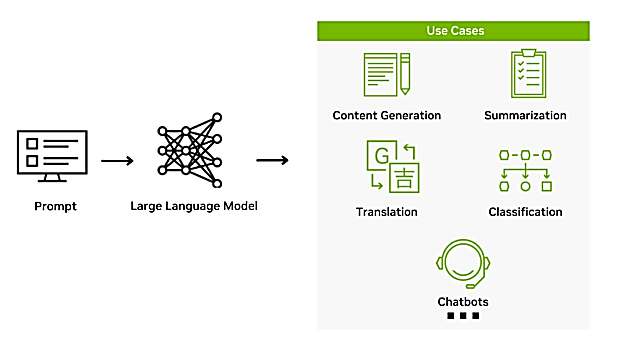 Use Cases
Content Generation
Summarization
G
吉
Prompt
Large Language Model
Translation
Classification
Chatbots